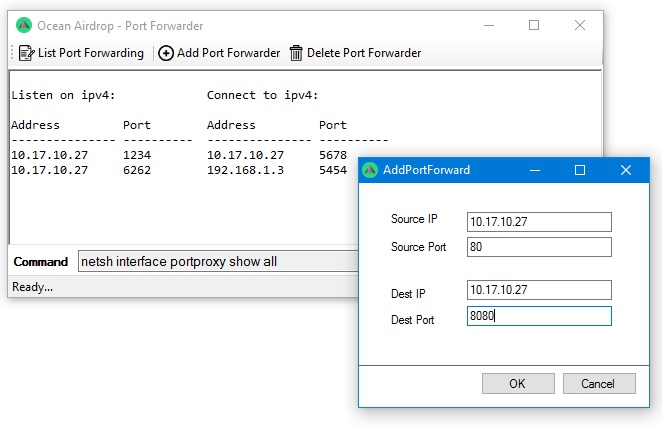 Ocean Airdrop - Port Forwarder
List Port Forwarding Add Port Forwarder Delete Port Forwarder
Listen on ipv4: Connect to ipv4:
Address Port Address Port
--------------- ---------- --------------- ----------
10.17.10.27 1234 10.17.10.27 5678
10.17.10.27 6262 192.168.1.3 5454
Command netsh interface portproxy show all
Ready...
AddPortForward
Source IP 10.17.10.27
Source Port 80
Dest IP 10.17.10.27
Dest Port 8080
OK Cancel